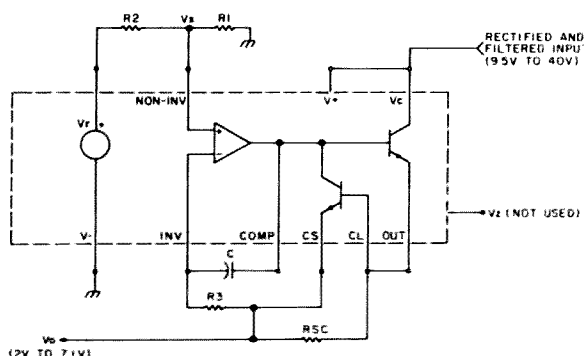 R2
Vx
R1
RECTIFIED AND
FILTERED INPUT
(9.5V TO 40V)
NON-INV
V+
Vc
Vr
+
+
−
Vz (NOT USED)
V-
INV
COMP
CS
CL
OUT
C
R3
RSC
Vo
(2V TO 7.1V)